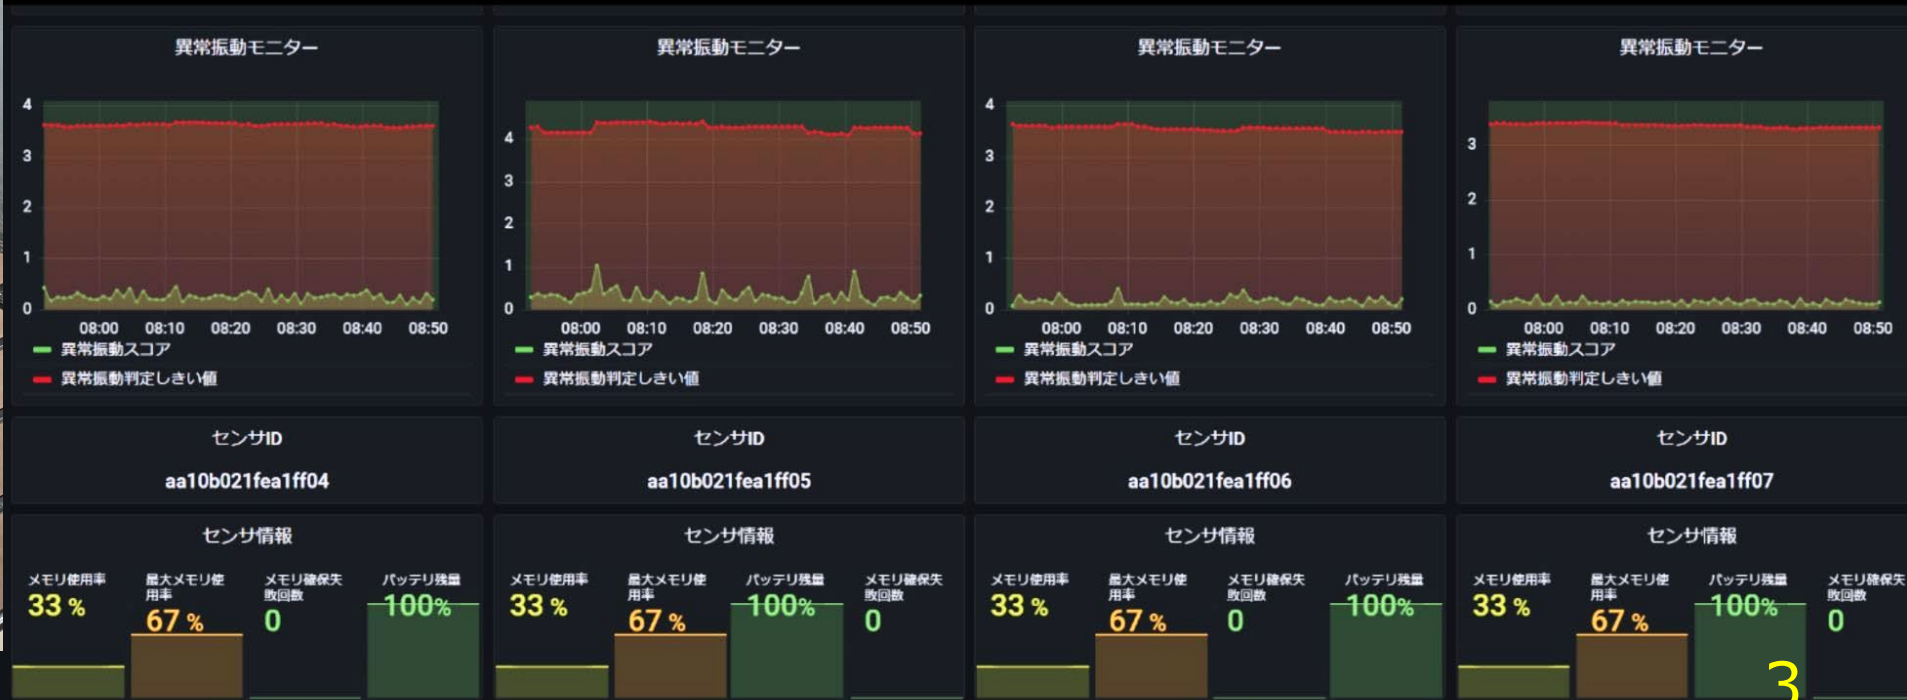 異常振動モニター
4
3
2
1
0
08:00 08:10 08:20 08:30 08:40 08:50
異常振動スコア
異常振動判定しきい値
異常振動モニター
4
3
2
1
0
08:00 08:10 08:20 08:30 08:40 08:50
異常振動スコア
異常振動判定しきい値
異常振動モニター
4
3
2
1
0
08:00 08:10 08:20 08:30 08:40 08:50
異常振動スコア
異常振動判定しきい値
異常振動モニター
3
2
1
0
08:00 08:10 08:20 08:30 08:40 08:50
異常振動スコア
異常振動判定しきい値
センサID
aa10b021fea1ff04
センサID
aa10b021fea1ff05
センサID
aa10b021fea1ff06
センサID
aa10b021fea1ff07
センサ情報
メモリ使用率
33 %
最大メモリ使
用率
67 %
メモリ確保失
敗回数
0
バッテリ残量
100%
センサ情報
メモリ使用率
33 %
最大メモリ使
用率
67 %
バッテリ残量
100%
メモリ確保失
敗回数
0
センサ情報
メモリ使用率
33 %
最大メモリ使
用率
67 %
メモリ確保失
敗回数
0
バッテリ残量
100%
センサ情報
メモリ使用率
33 %
最大メモリ使
用率
67 %
バッテリ残量
100%
メモリ確保失
敗回数
0
3